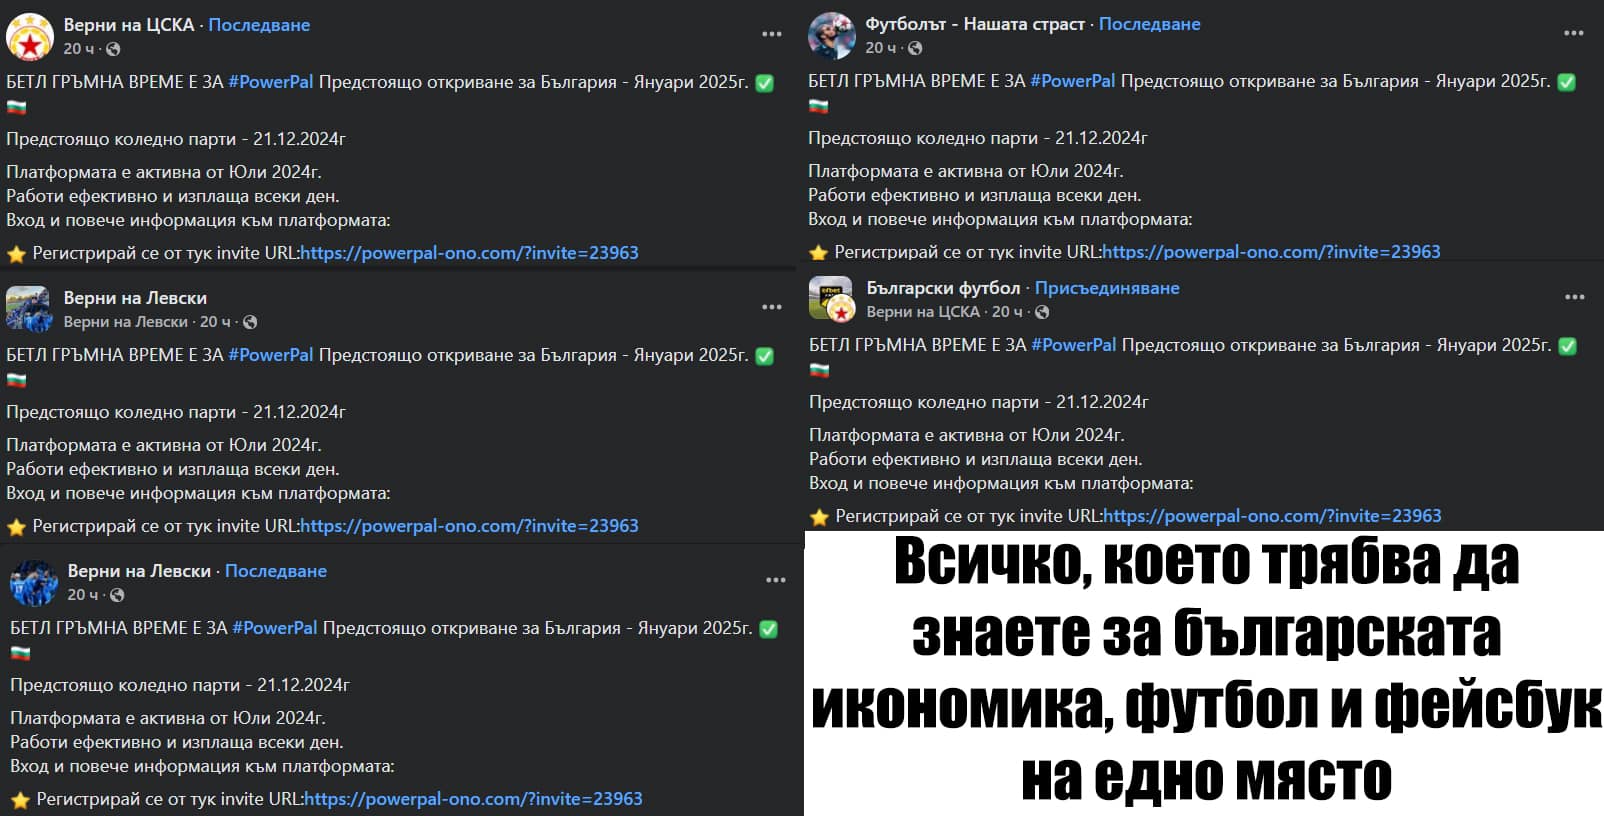 Верни на ЦСКА · Последване
20 ч ·
БЕТЛ ГРЪМНА ВРЕМЕ Е ЗА #PowerPal Предстоящо откриване за България - Януари 2025г. ✅
🇧🇬
Предстоящо коледно парти - 21.12.2024г
Платформата е активна от Юли 2024г.
Работи ефективно и изплаща всеки ден.
Вход и повече информация към платформата:
⭐ Регистрирай се от тук invite URL:https://powerpal-ono.com/?invite=23963
Верни на Левски
Верни на Левски · 20 ч ·
БЕТЛ ГРЪМНА ВРЕМЕ Е ЗА #PowerPal Предстоящо откриване за България - Януари 2025г. ✅
🇧🇬
Предстоящо коледно парти - 21.12.2024г
Платформата е активна от Юли 2024г.
Работи ефективно и изплаща всеки ден.
Вход и повече информация към платформата:
⭐ Регистрирай се от тук invite URL:https://powerpal-ono.com/?invite=23963
Верни на Левски · Последване
20 ч ·
БЕТЛ ГРЪМНА ВРЕМЕ Е ЗА #PowerPal Предстоящо откриване за България - Януари 2025г. ✅
🇧🇬
Предстоящо коледно парти - 21.12.2024г
Платформата е активна от Юли 2024г.
Работи ефективно и изплаща всеки ден.
Вход и повече информация към платформата:
⭐ Регистрирай се от тук invite URL:https://powerpal-ono.com/?invite=23963
Футболът - Нашата страст · Последване
20 ч ·
БЕТЛ ГРЪМНА ВРЕМЕ Е ЗА #PowerPal Предстоящо откриване за България - Януари 2025г. ✅
🇧🇬
Предстоящо коледно парти - 21.12.2024г
Платформата е активна от Юли 2024г.
Работи ефективно и изплаща всеки ден.
Вход и повече информация към платформата:
⭐ Регистрирай се от тук invite URL:https://powerpal-ono.com/?invite=23963
Български футбол · Присъединяване
Верни на ЦСКА · 20 ч ·
БЕТЛ ГРЪМНА ВРЕМЕ Е ЗА #PowerPal Предстоящо откриване за България - Януари 2025г. ✅
🇧🇬
Предстоящо коледно парти - 21.12.2024г
Платформата е активна от Юли 2024г.
Работи ефективно и изплаща всеки ден.
Вход и повече информация към платформата:
⭐ Регистрирай се от тук invite URL:https://powerpal-ono.com/?invite=23963
Всичко, което трябва да
знаете за българската
икономика, футбол и фейсбук
на едно място